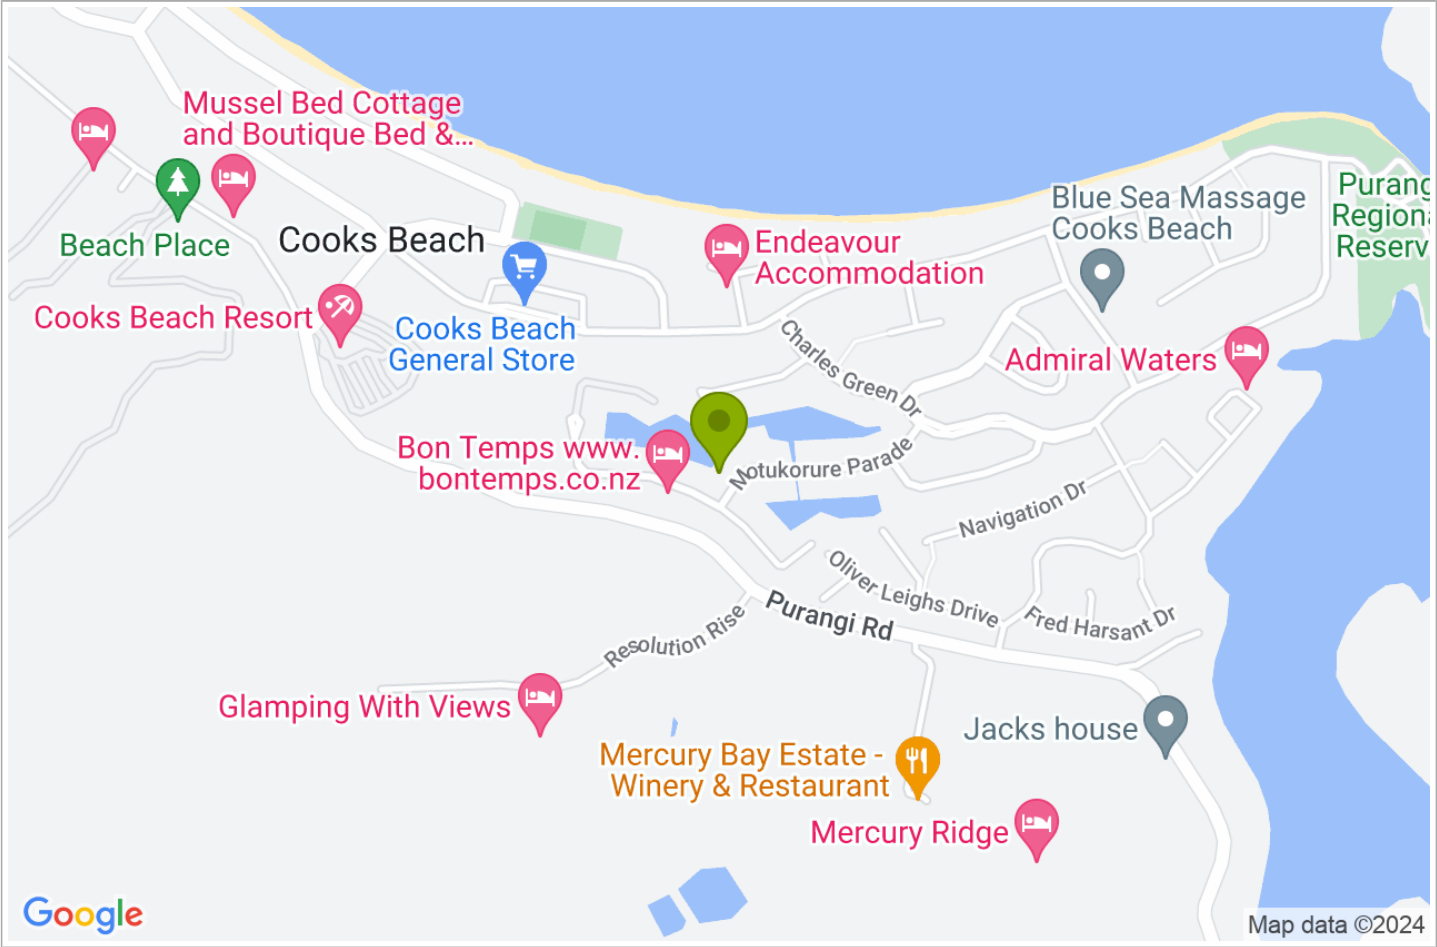 Mussel Bed Cottage
and Boutique Bed &...
Beach Place
Cooks Beach
Blue Sea Massage
Cooks Beach
Purang
Regiona
Reserv
Endeavour
Accommodation
Cooks Beach Resort
Cooks Beach
General Store
Charles Green Dr
Admiral Waters
Bon Temps www.
bontemps.co.nz
Motukorure Parade
Navigation Dr
Oliver Leighs Drive
Purangi Rd
Fred Harsant Dr
Resolution Rise
Glamping With Views
Jacks house
Mercury Bay Estate -
Winery & Restaurant
Mercury Ridge
Google
Map data ©2024